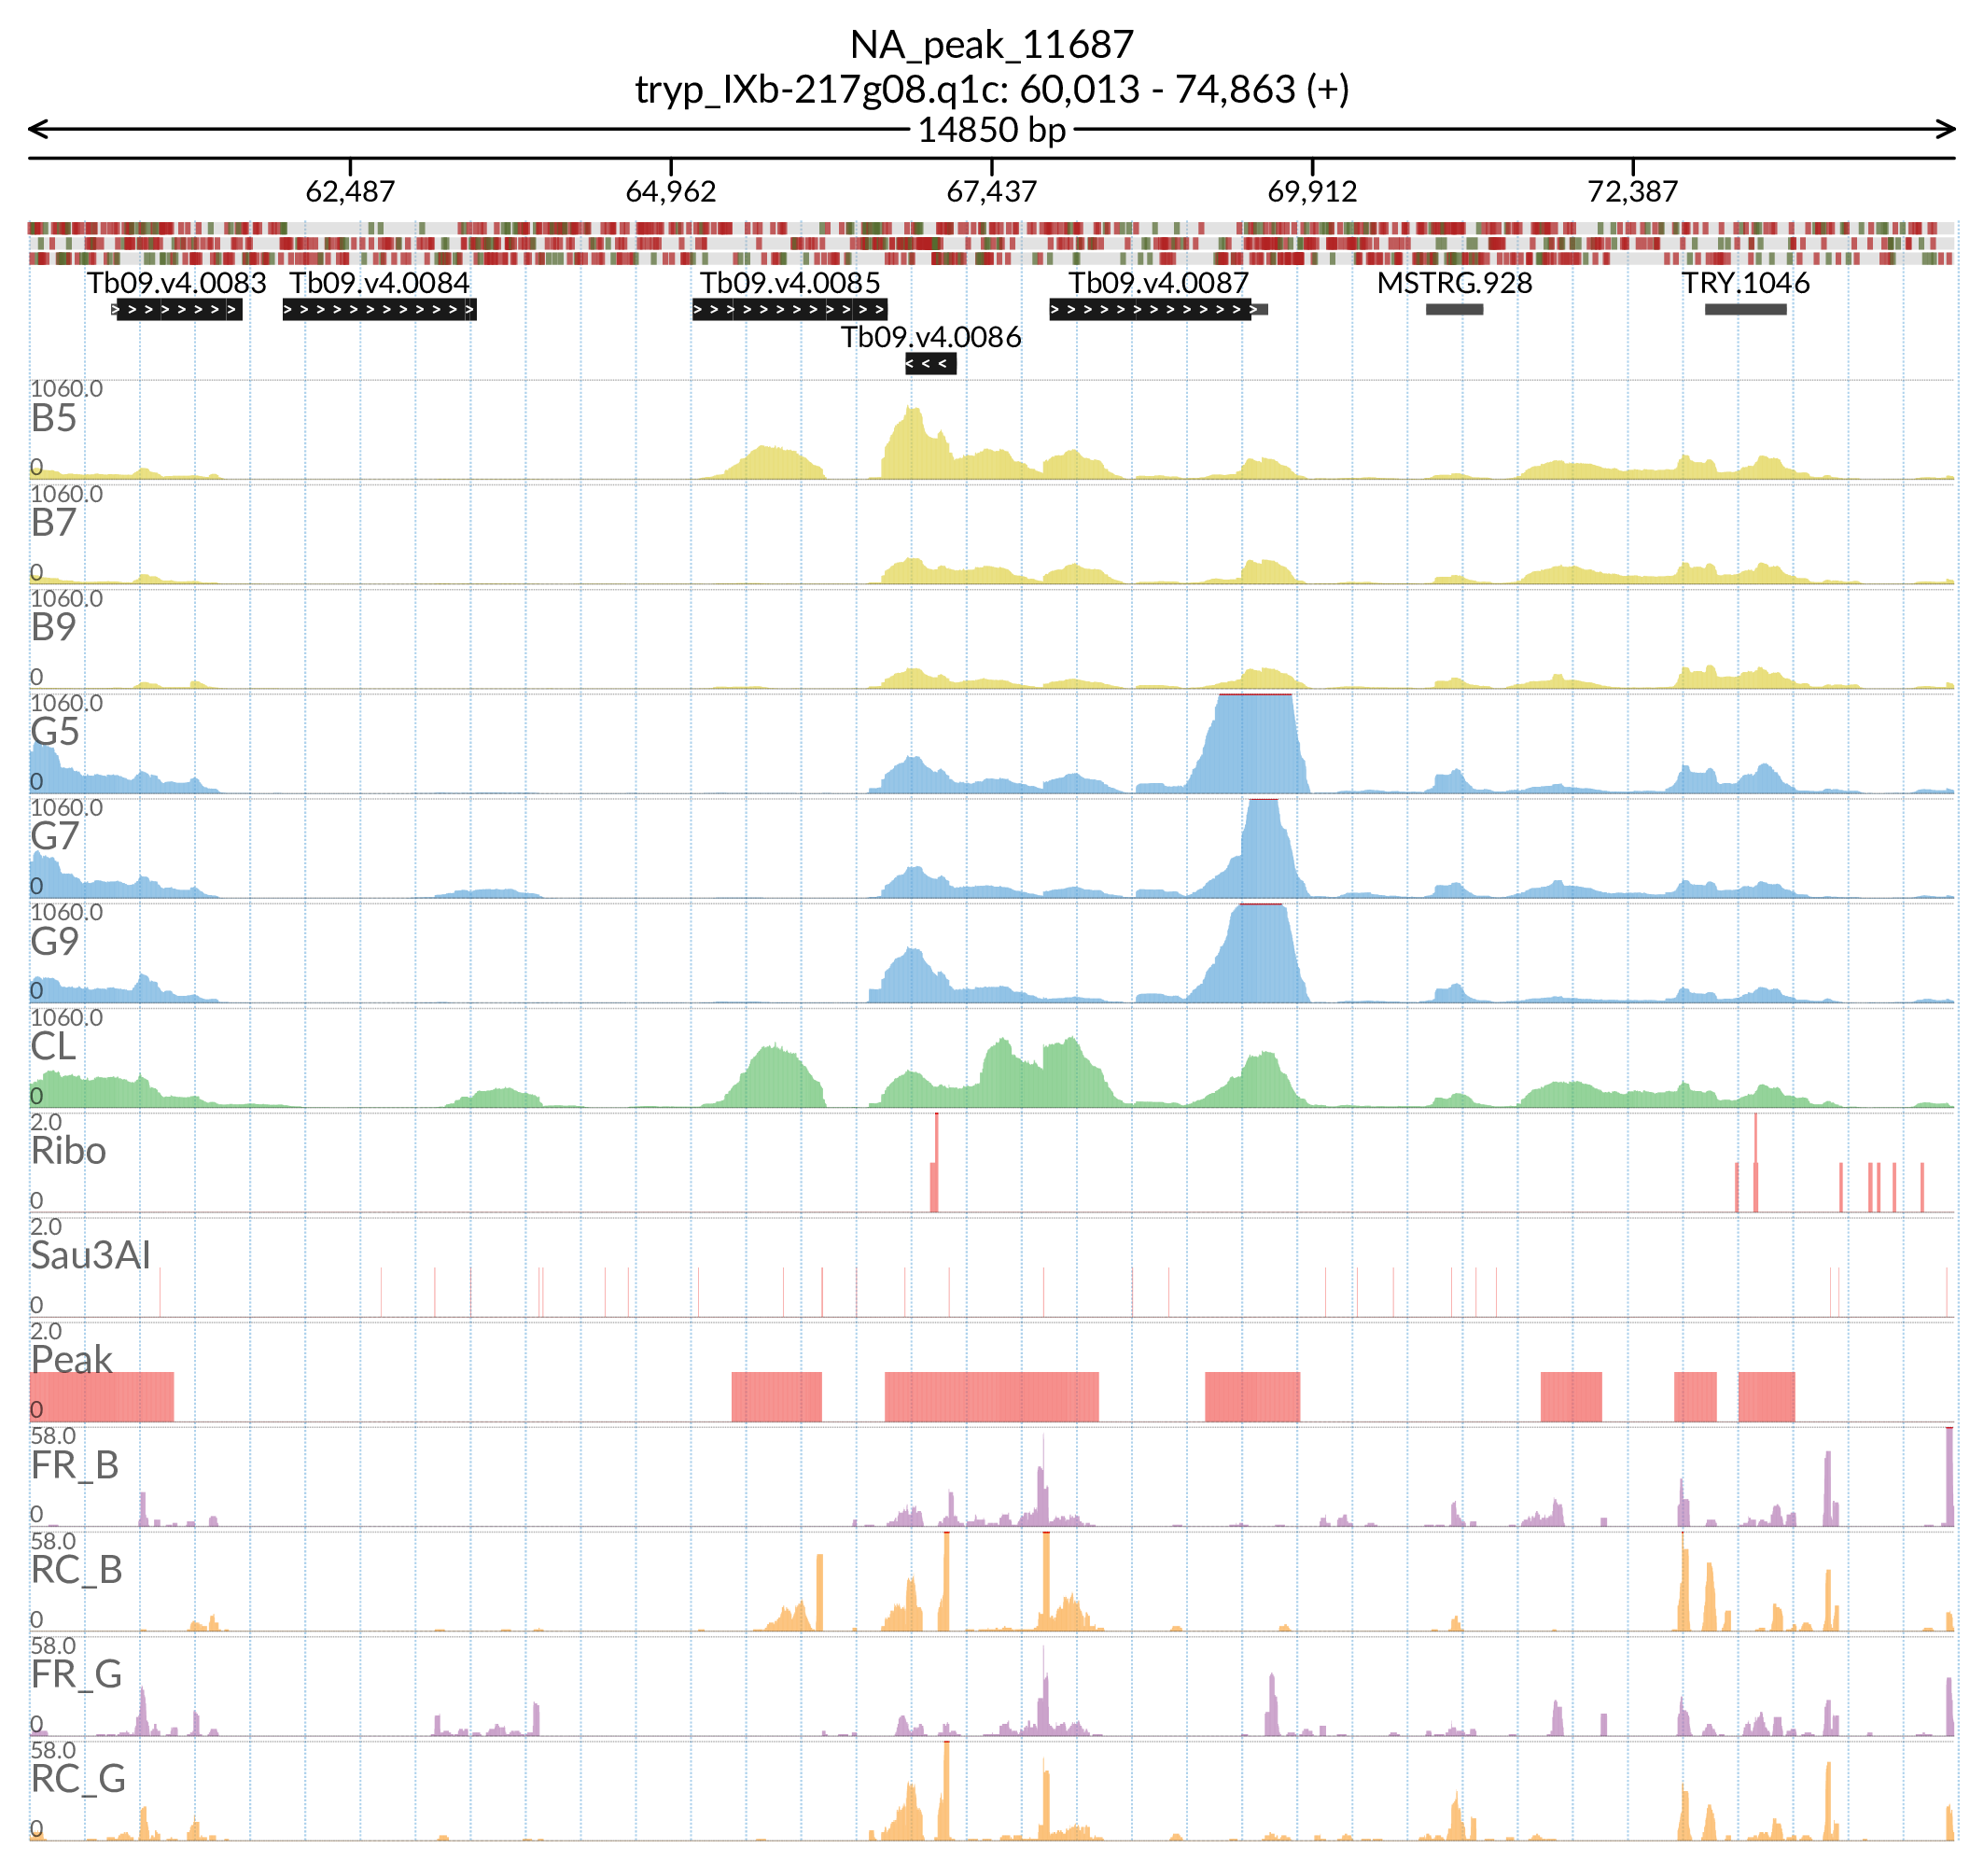 NA_peak_11687
tryp_IXb-217g08.q1c: 60,013 - 74,863 (+)
14850 bp
62,487 64,962 67,437 69,912 72,387
Tb09.v4.0083 Tb09.v4.0084 Tb09.v4.0085 Tb09.v4.0087 MSTRG.928 TRY.1046
Tb09.v4.0086
1060.0
B5
0
1060.0
B7
0
1060.0
B9
0
1060.0
G5
0
1060.0
G7
0
1060.0
G9
0
1060.0
CL
0
2.0
Ribo
0
2.0
Sau3AI
0
2.0
Peak
0
58.0
FR_B
0
58.0
RC_B
0
58.0
FR_G
0
58.0
RC_G
0